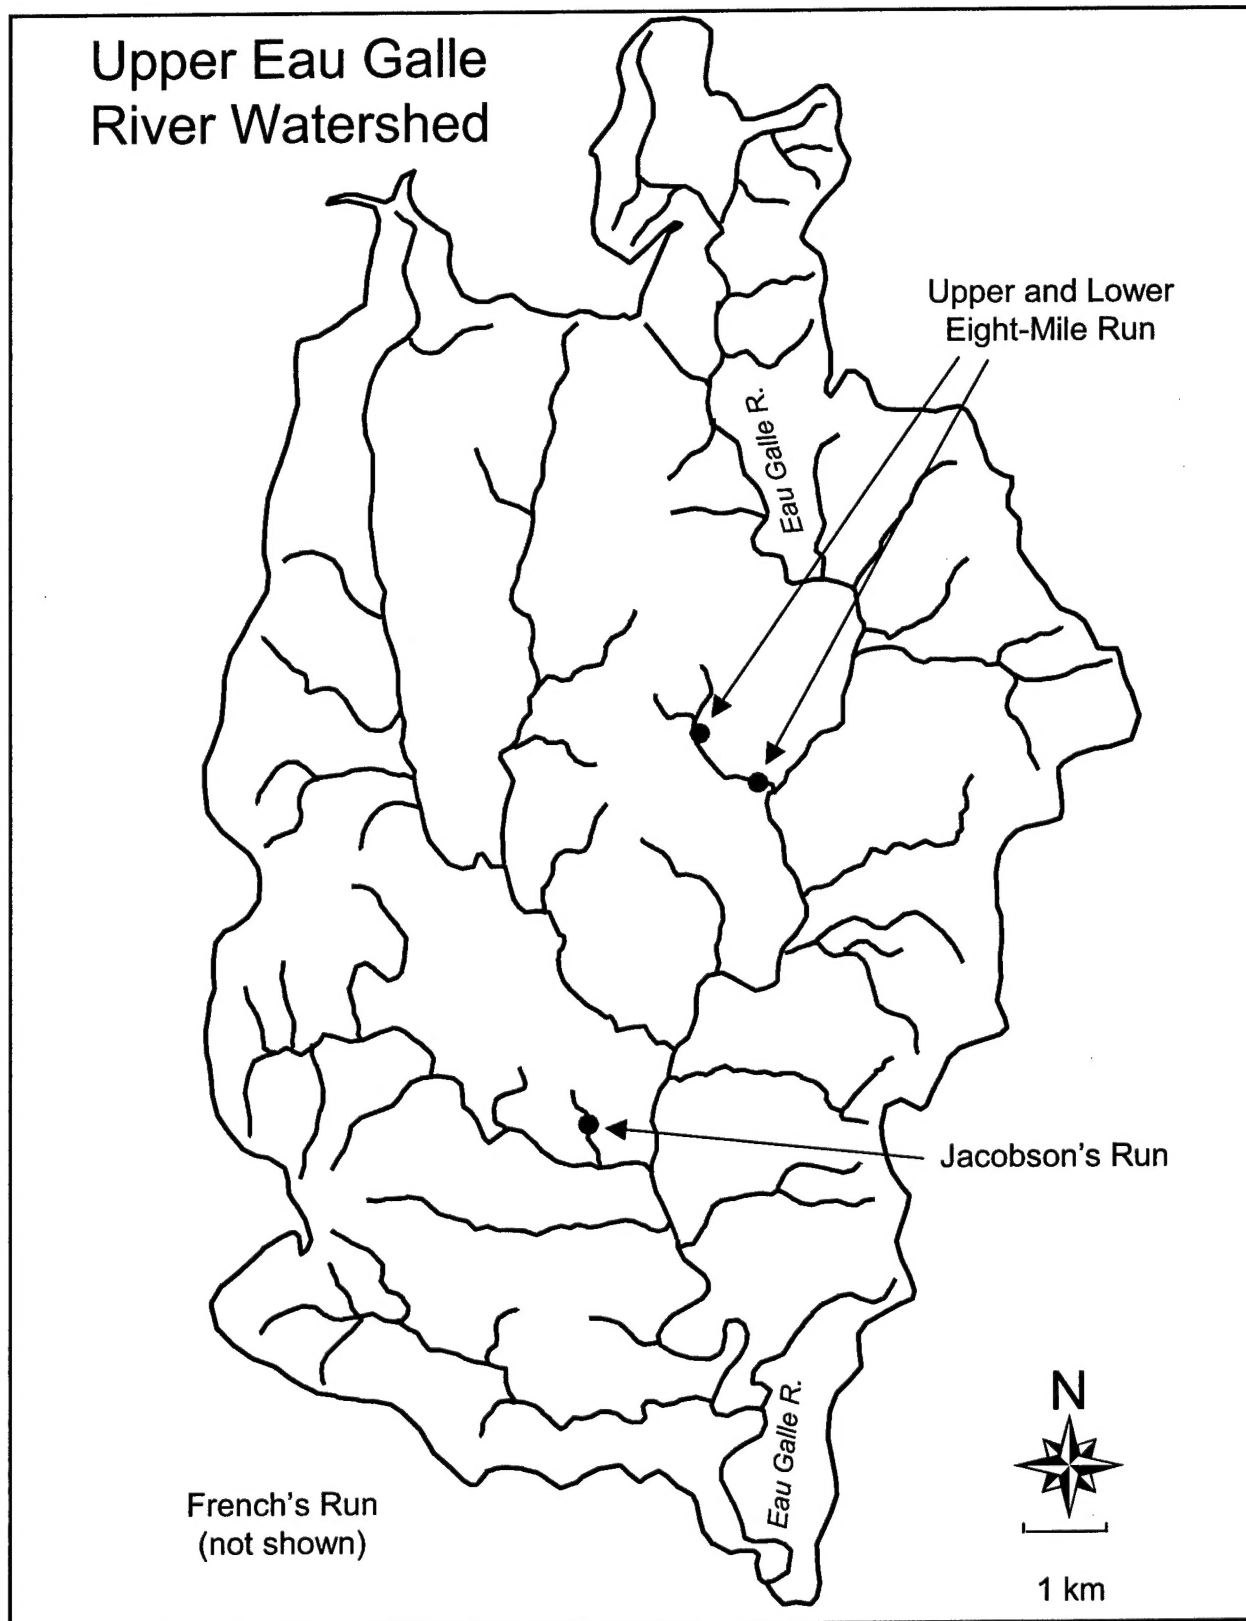 Upper Eau Galle
River Watershed
Upper and Lower
Eight-Mile Run
Eau Galle R.
Jacobson's Run
N
Eau Galle R.
French's Run
(not shown)
1 km